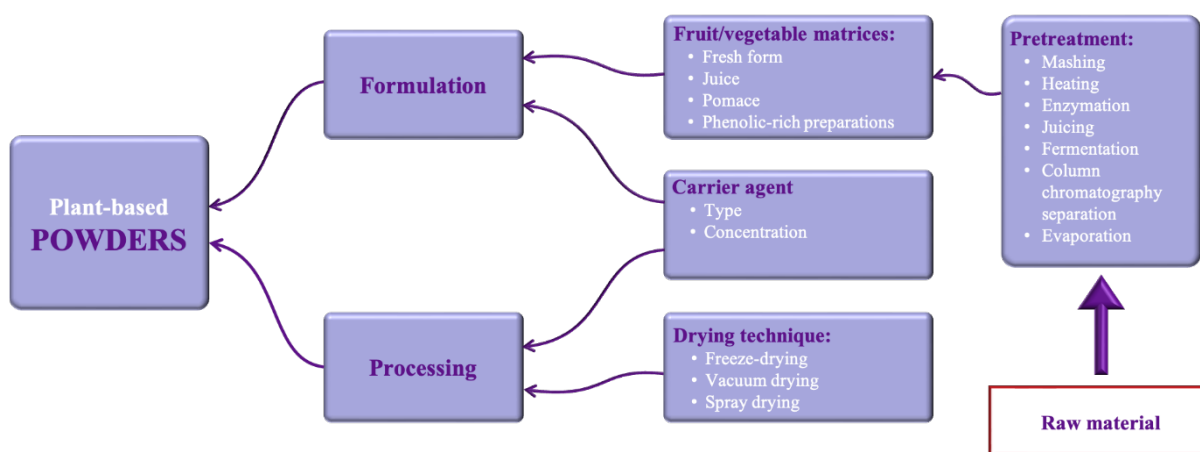 Plant-based
POWDERS
Formulation
Processing
Fruit/vegetable matrices:
• Fresh form
• Juice
• Pomace
• Phenolic-rich preparations
Carrier agent
• Type
• Concentration
Drying technique:
• Freeze-drying
• Vacuum drying
• Spray drying
Pretreatment:
• Mashing
• Heating
• Enzymation
• Juicing
• Fermentation
• Column
chromatography
separation
• Evaporation
Raw material